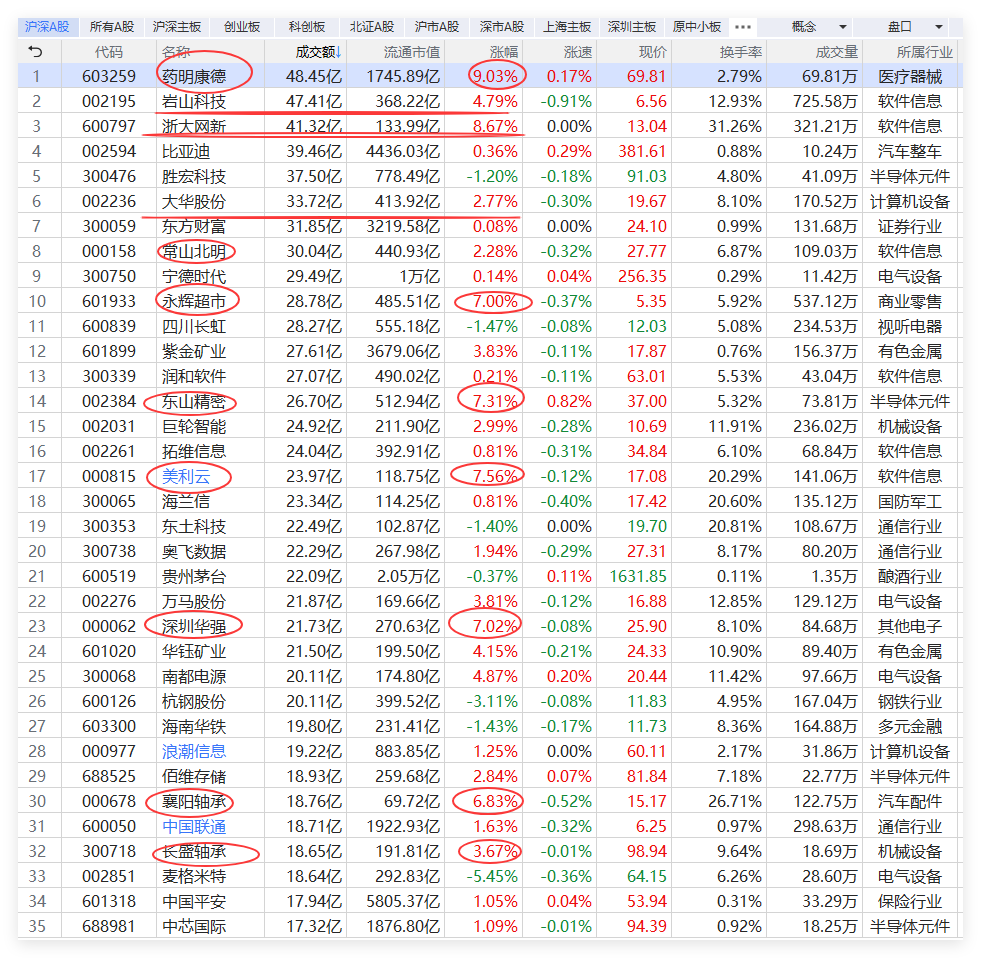 沪深A股 所有A股 沪深主板 创业板 科创板 北证A股 沪市A股 深市A股 上海主板 深圳主板 原中小板 ••• 概念 盘口
代码 名称 成交额↓ 流通市值 涨幅 涨速 现价 换手率 成交量 所属行业
1 603259 药明康德 48.45亿 1745.89亿 9.03% 0.17% 69.81 2.79% 69.81万 医疗器械
2 002195 岩山科技 47.41亿 368.22亿 4.79% -0.91% 6.56 12.93% 725.58万 软件信息
3 600797 浙大网新 41.32亿 133.99亿 8.67% 0.00% 13.04 31.26% 321.21万 软件信息
4 002594 比亚迪 39.46亿 4436.03亿 0.36% 0.29% 381.61 0.88% 10.24万 汽车整车
5 300476 胜宏科技 37.50亿 778.49亿 -1.20% -0.18% 91.03 4.80% 41.09万 半导体元件
6 002236 大华股份 33.72亿 413.92亿 2.77% -0.30% 19.67 8.10% 170.52万 计算机设备
7 300059 东方财富 31.85亿 3219.58亿 0.08% 0.00% 24.10 0.99% 131.68万 证券行业
8 000158 常山北明 30.04亿 440.93亿 2.28% -0.32% 27.77 6.87% 109.03万 软件信息
9 300750 宁德时代 29.49亿 1万亿 0.14% 0.04% 256.35 0.29% 11.42万 电气设备
10 601933 永辉超市 28.78亿 485.51亿 7.00% -0.37% 5.35 5.92% 537.12万 商业零售
11 600839 四川长虹 28.27亿 555.18亿 -1.47% -0.08% 12.03 5.08% 234.53万 视听电器
12 601899 紫金矿业 27.61亿 3679.06亿 3.83% -0.11% 17.87 0.76% 156.37万 有色金属
13 300339 润和软件 27.07亿 490.02亿 0.21% -0.11% 63.01 5.53% 43.04万 软件信息
14 002384 东山精密 26.70亿 512.94亿 7.31% 0.82% 37.00 5.32% 73.81万 半导体元件
15 002031 巨轮智能 24.92亿 211.90亿 2.99% -0.28% 10.69 11.91% 236.02万 机械设备
16 002261 拓维信息 24.04亿 392.91亿 0.81% -0.31% 34.84 6.10% 68.84万 软件信息
17 000815 美利云 23.97亿 118.75亿 7.56% -0.12% 17.08 20.29% 141.06万 软件信息
18 300065 海兰信 23.34亿 114.25亿 0.81% -0.40% 17.42 20.60% 135.12万 国防军工
19 300353 东土科技 22.49亿 102.87亿 -1.40% 0.00% 19.70 20.81% 108.67万 通信行业
20 300738 奥飞数据 22.29亿 267.98亿 1.94% -0.29% 27.31 8.17% 80.20万 通信行业
21 600519 贵州茅台 22.09亿 2.05万亿 -0.37% 0.11% 1631.85 0.11% 1.35万 酿酒行业
22 002276 万马股份 21.87亿 169.66亿 3.81% -0.12% 16.88 12.85% 129.12万 电气设备
23 000062 深圳华强 21.73亿 270.63亿 7.02% -0.08% 25.90 8.10% 84.68万 其他电子
24 601020 华钰矿业 21.50亿 199.50亿 4.15% -0.21% 24.33 10.90% 89.40万 有色金属
25 300068 南都电源 20.11亿 174.80亿 4.87% 0.20% 20.44 11.42% 97.66万 电气设备
26 600126 杭钢股份 20.11亿 399.52亿 -3.11% -0.08% 11.83 4.95% 167.04万 钢铁行业
27 603300 海南华铁 19.80亿 231.41亿 -1.43% -0.17% 11.73 8.36% 164.88万 多元金融
28 000977 浪潮信息 19.22亿 883.85亿 1.25% 0.00% 60.11 2.17% 31.86万 计算机设备
29 688525 佰维存储 18.93亿 259.68亿 2.84% 0.07% 81.84 7.18% 22.77万 半导体元件
30 000678 襄阳轴承 18.76亿 69.72亿 6.83% -0.52% 15.17 26.71% 122.75万 汽车配件
31 600050 中国联通 18.71亿 1922.93亿 1.63% -0.32% 6.25 0.97% 298.63万 通信行业
32 300718 长盛轴承 18.65亿 191.81亿 3.67% -0.01% 98.94 9.64% 18.69万 机械设备
33 002851 麦格米特 18.64亿 292.83亿 -5.45% -0.36% 64.15 6.26% 28.60万 电气设备
34 601318 中国平安 17.94亿 5805.37亿 1.05% 0.04% 53.94 0.31% 33.29万 保险行业
35 688981 中芯国际 17.32亿 1876.80亿 1.09% -0.01% 94.39 0.92% 18.25万 半导体元件